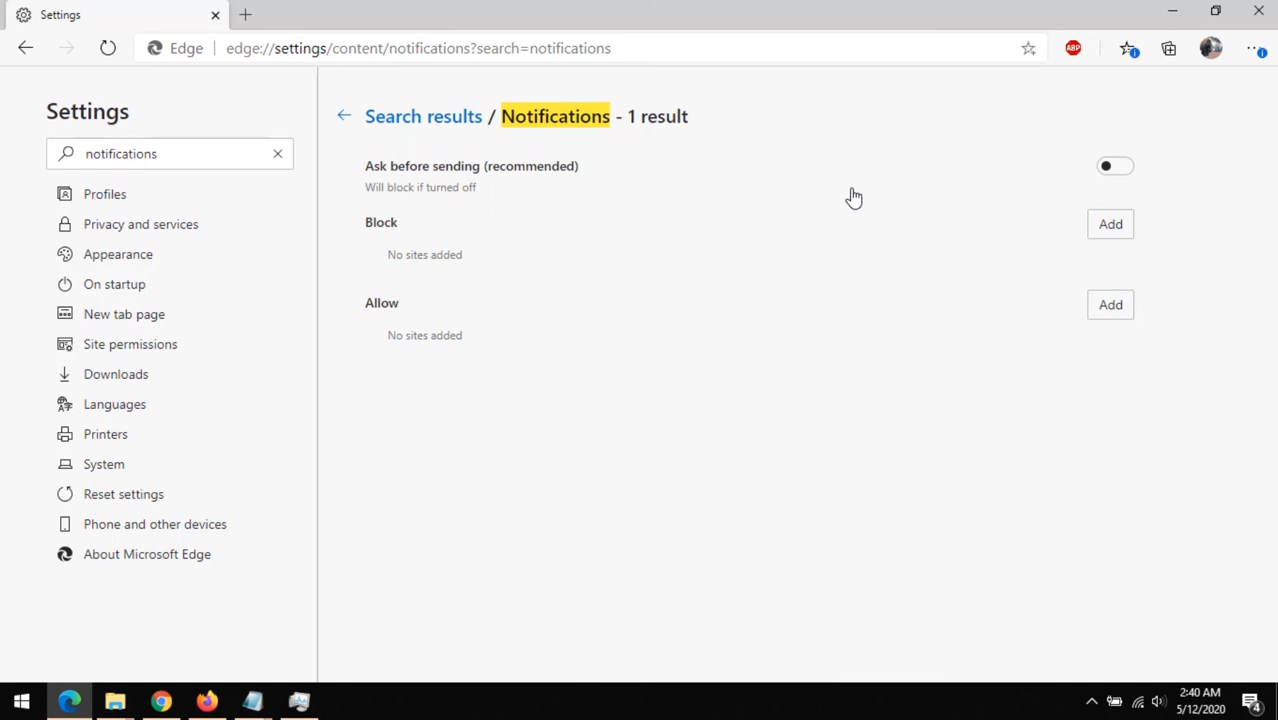 Settings
Edge
edge://settings/content/notifications?search=notifications
ABP
Settings
notifications
Profiles
Privacy and services
Appearance
On startup
New tab page
Site permissions
Downloads
Languages
Printers
System
Reset settings
Phone and other devices
About Microsoft Edge
Search results / Notifications - 1 result
Ask before sending (recommended)
Will block if turned off
Block
Add
No sites added
Allow
Add
No sites added
2:40 AM
5/12/2020
4